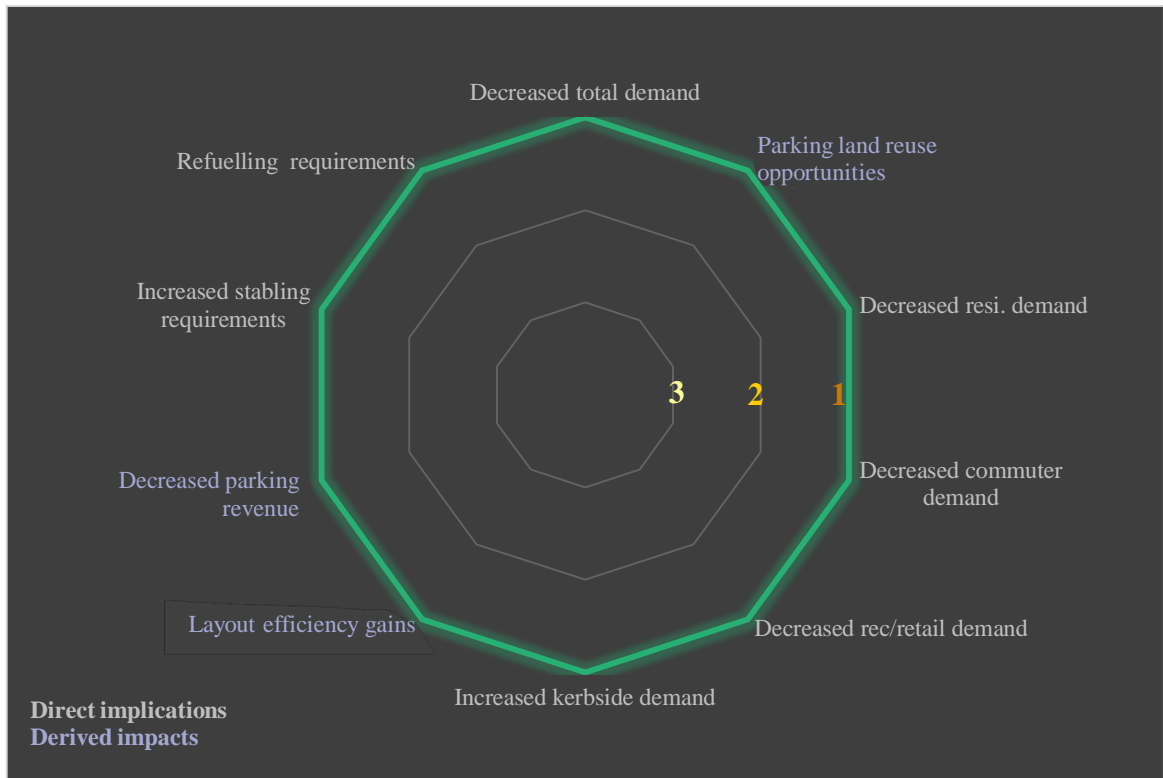 Decreased total demand
Parking land reuse
opportunities
Refuelling requirements
Increased stabling
requirements
Decreased resi. demand
3
2
1
Decreased parking
revenue
Decreased commuter
demand
Layout efficiency gains
Decreased rec/retail demand
Increased kerbside demand
Direct implications
Derived impacts